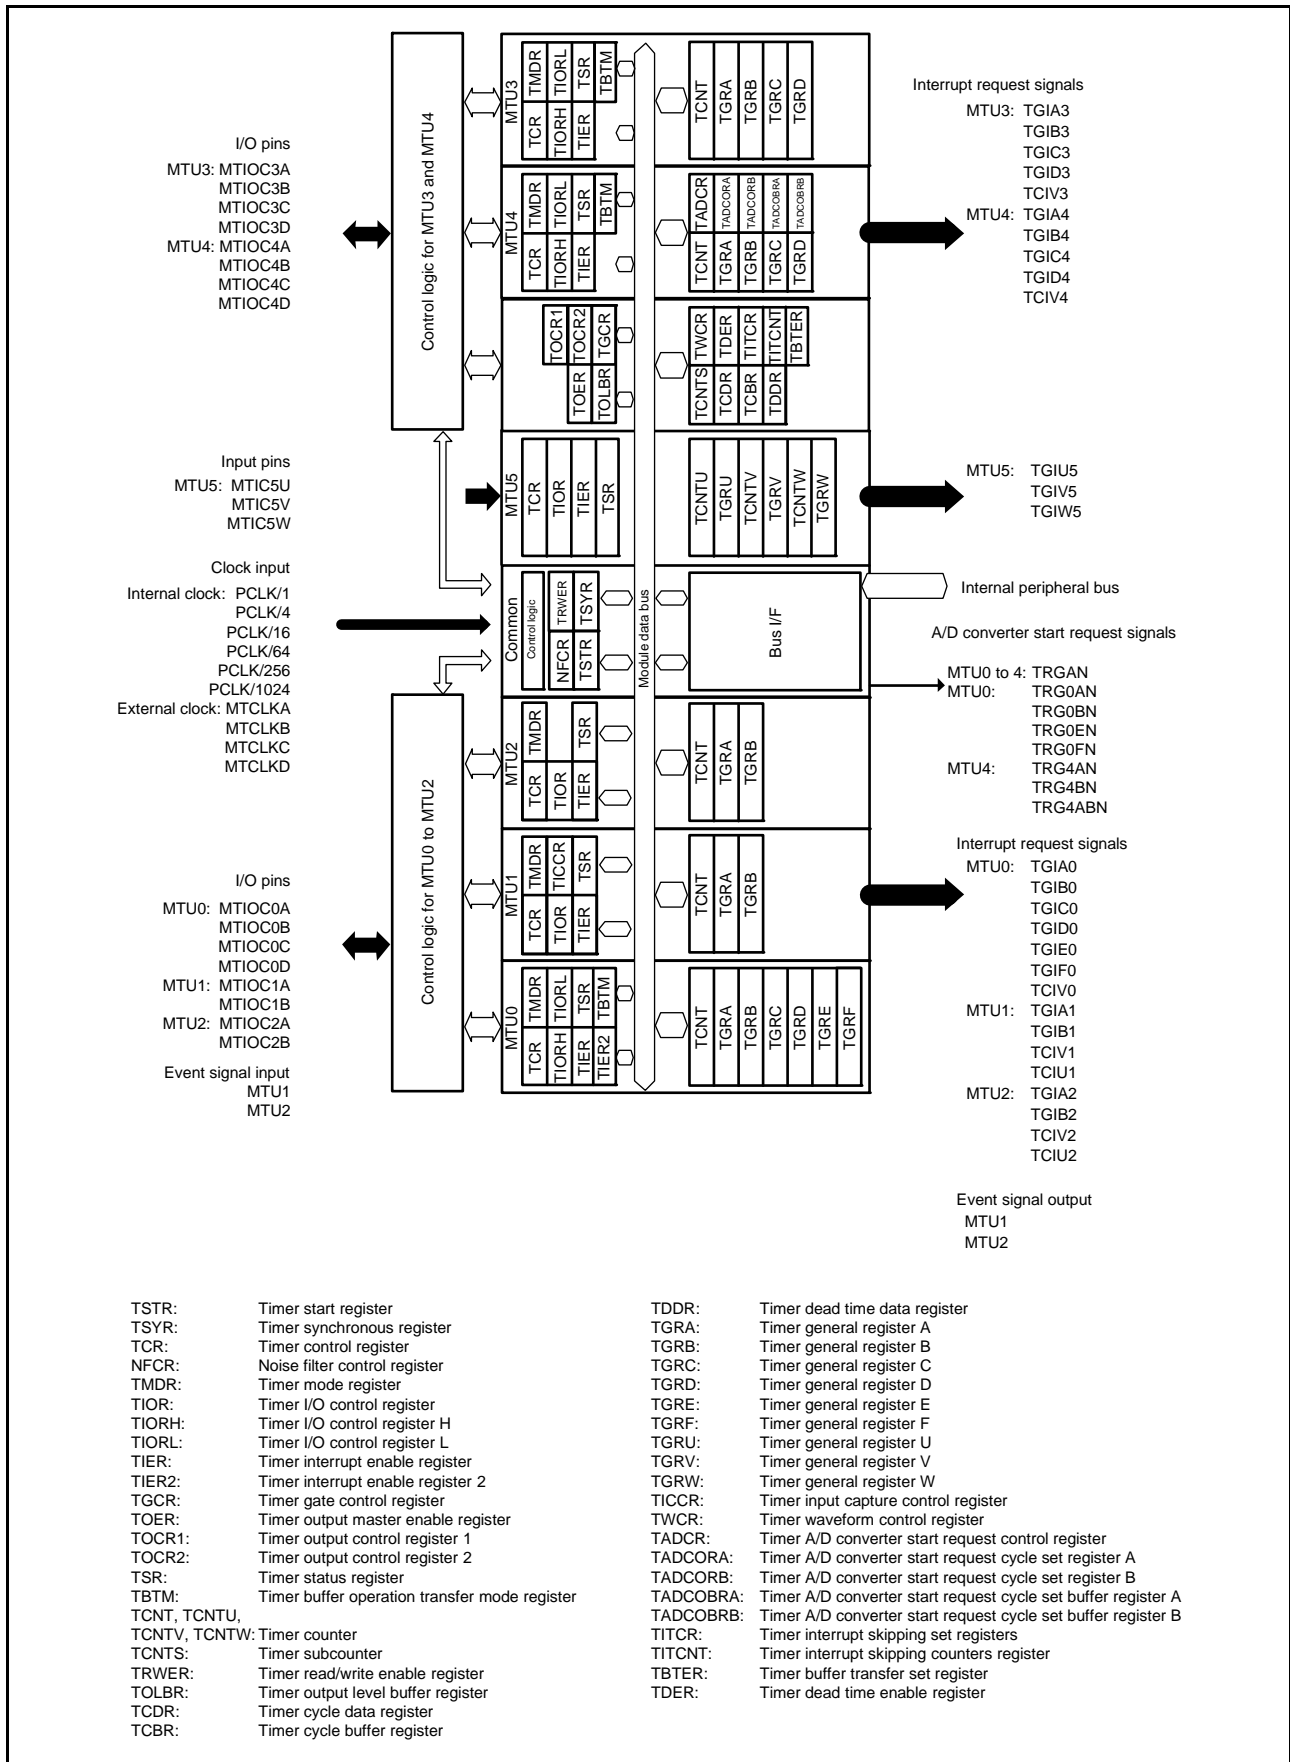 I/O pins
MTU3: MTIOC3A
MTIOC3B
MTIOC3C
MTIOC3D
MTU4: MTIOC4A
MTIOC4B
MTIOC4C
MTIOC4D
Input pins
MTU5: MTIC5U
MTIC5V
MTIC5W
Clock input
Internal clock: PCLK/1
PCLK/4
PCLK/16
PCLK/64
PCLK/256
PCLK/1024
External clock: MTCLKA
MTCLKB
MTCLKC
MTCLKD
I/O pins
MTU0: MTIOC0A
MTIOC0B
MTIOC0C
MTIOC0D
MTU1: MTIOC1A
MTIOC1B
MTU2: MTIOC2A
MTIOC2B
Event signal input
MTU1
MTU2
Control logic for MTU3 and MTU4
Control logic for MTU0 to MTU2
MTU3
TCR TMDR
TIORH TIORL
TIER TSR
TBTM
TCNT
TGRA
TGRB
TGRC
TGRD
MTU4
TCR TMDR
TIORH TIORL
TIER TSR
TBTM
TCNT TADCR
TGRA TADCORA
TGRB TADCORB
TGRC TADCOBRA
TGRD TADCOBRB
TOCR1
TOER TOCR2
TOLBR TGCR
TCNTS TWCR
TCDR TDER
TCBR TITCR
TDDR TITCNT
TBTER
MTU5
TCR
TIOR
TIER
TSR
TCNTU
TGRU
TCNTV
TGRV
TCNTW
TGRW
Common
Control logic
NFCR TRWER
TSTR TSYR
Module data bus
Bus I/F
MTU2
TCR TMDR
TIOR
TIER TSR
TCNT
TGRA
TGRB
MTU1
TCR TMDR
TIOR TICCR
TIER TSR
TCNT
TGRA
TGRB
MTU0
TCR TMDR
TIORH TIORL
TIER TSR
TIER2 TBTM
TCNT
TGRA
TGRB
TGRC
TGRD
TGRE
TGRF
Interrupt request signals
MTU3: TGIA3
TGIB3
TGIC3
TGID3
TCIV3
MTU4: TGIA4
TGIB4
TGIC4
TGID4
TCIV4
MTU5: TGIU5
TGIV5
TGIW5
Internal peripheral bus
A/D converter start request signals
MTU0 to 4: TRGAN
MTU0: TRG0AN
TRG0BN
TRG0EN
TRG0FN
MTU4: TRG4AN
TRG4BN
TRG4ABN
Interrupt request signals
MTU0: TGIA0
TGIB0
TGIC0
TGID0
TGIE0
TGIF0
TCIV0
MTU1: TGIA1
TGIB1
TCIV1
TCIU1
MTU2: TGIA2
TGIB2
TCIV2
TCIU2
Event signal output
MTU1
MTU2
TSTR: Timer start register
TSYR: Timer synchronous register
TCR: Timer control register
NFCR: Noise filter control register
TMDR: Timer mode register
TIOR: Timer I/O control register
TIORH: Timer I/O control register H
TIORL: Timer I/O control register L
TIER: Timer interrupt enable register
TIER2: Timer interrupt enable register 2
TGCR: Timer gate control register
TOER: Timer output master enable register
TOCR1: Timer output control register 1
TOCR2: Timer output control register 2
TSR: Timer status register
TBTM: Timer buffer operation transfer mode register
TCNT, TCNTU,
TCNTV, TCNTW: Timer counter
TCNTS: Timer subcounter
TRWER: Timer read/write enable register
TOLBR: Timer output level buffer register
TCDR: Timer cycle data register
TCBR: Timer cycle buffer register
TDDR: Timer dead time data register
TGRA: Timer general register A
TGRB: Timer general register B
TGRC: Timer general register C
TGRD: Timer general register D
TGRE: Timer general register E
TGRF: Timer general register F
TGRU: Timer general register U
TGRV: Timer general register V
TGRW: Timer general register W
TICCR: Timer input capture control register
TWCR: Timer waveform control register
TADCR: Timer A/D converter start request control register
TADCORA: Timer A/D converter start request cycle set register A
TADCORB: Timer A/D converter start request cycle set register B
TADCOBRA: Timer A/D converter start request cycle set buffer register A
TADCOBRB: Timer A/D converter start request cycle set buffer register B
TITCR: Timer interrupt skipping set registers
TITCNT: Timer interrupt skipping counters register
TBTER: Timer buffer transfer set register
TDER: Timer dead time enable register